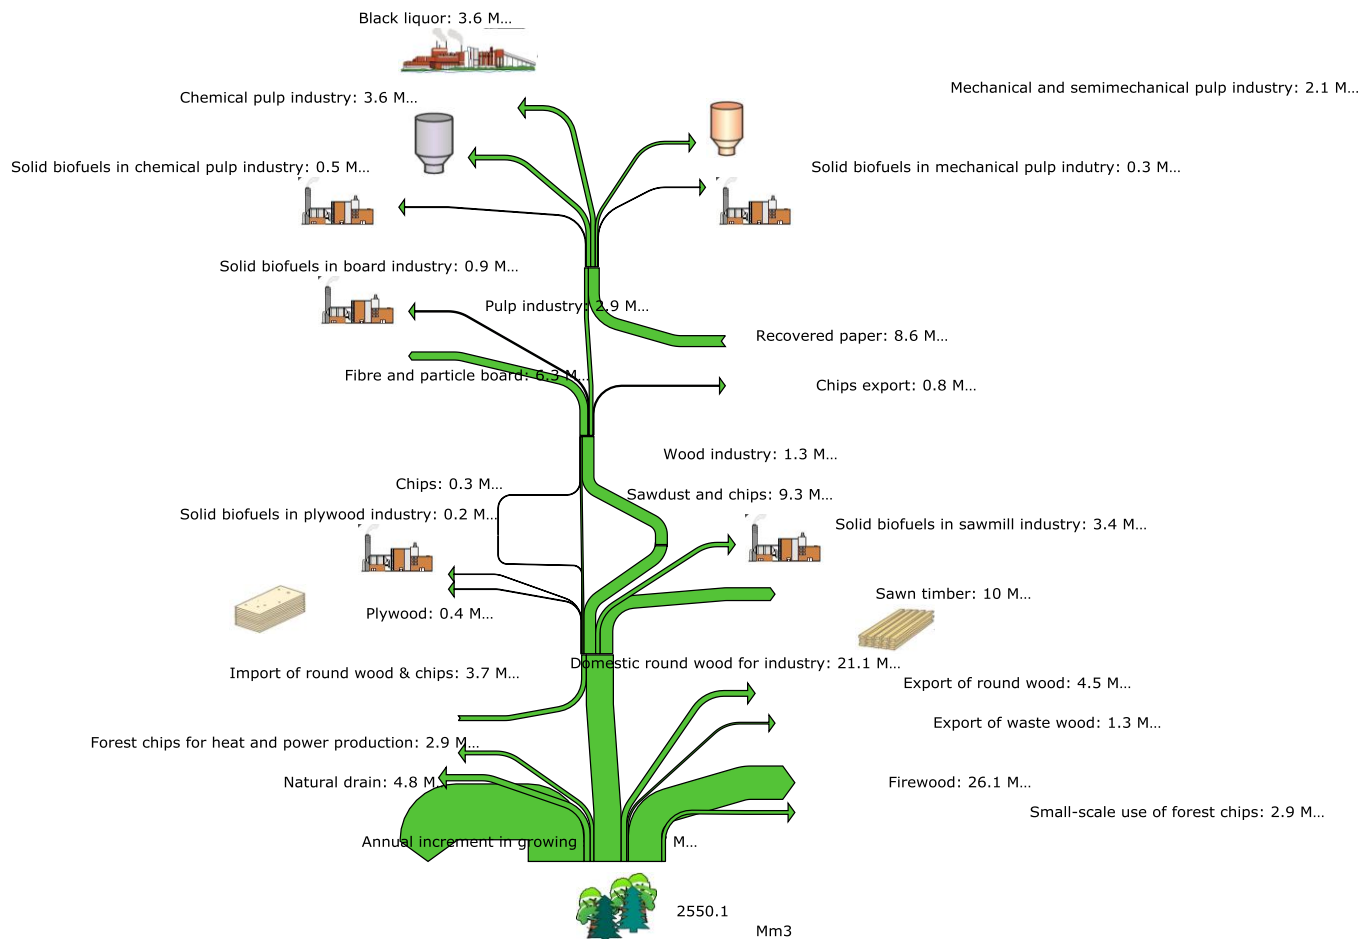 Black liquor: 3.6 M...
Mechanical and semimechanical pulp industry: 2.1 M...
Chemical pulp industry: 3.6 M...
Solid biofuels in chemical pulp industry: 0.5 M...
Solid biofuels in mechanical pulp indutry: 0.3 M...
Solid biofuels in board industry: 0.9 M...
Pulp industry: 2.9 M...
Recovered paper: 8.6 M...
Fibre and particle board: 6.3 M...
Chips export: 0.8 M...
Wood industry: 1.3 M...
Chips: 0.3 M...
Sawdust and chips: 9.3 M...
Solid biofuels in plywood industry: 0.2 M...
Solid biofuels in sawmill industry: 3.4 M...
Sawn timber: 10 M...
Plywood: 0.4 M...
Domestic round wood for industry: 21.1 M...
Import of round wood & chips: 3.7 M...
Export of round wood: 4.5 M...
Export of waste wood: 1.3 M...
Forest chips for heat and power production: 2.9 M...
Natural drain: 4.8 M...
Firewood: 26.1 M...
Small-scale use of forest chips: 2.9 M...
Annual increment in growing M...
2550.1
Mm3